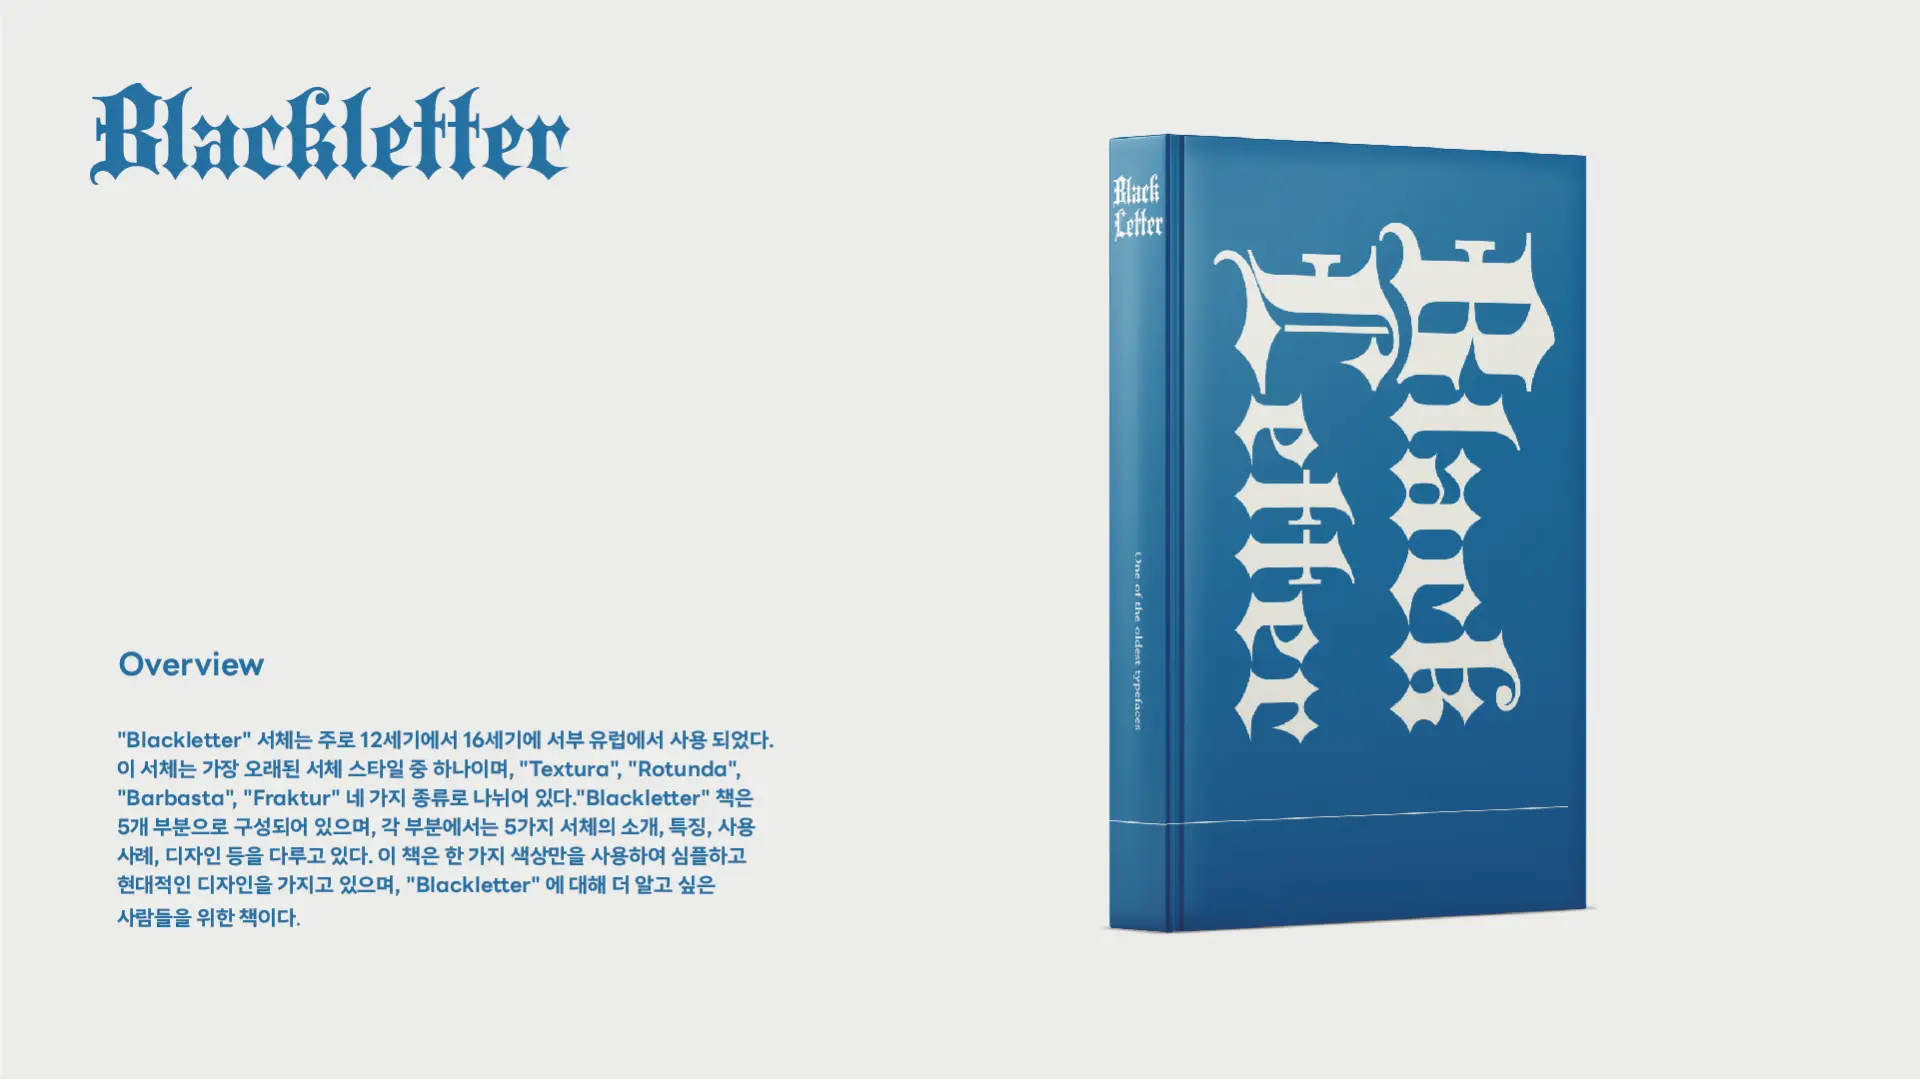 Blackletter
Overview
"Blackletter" 서체는 주로 12세기에서 16세기에 서부 유럽에서 사용 되었다.
이 서체는 가장 오래된 서체 스타일 중 하나이며, "Textura", "Rotunda",
"Barbasta", "Fraktur" 네 가지 종류로 나뉘어 있다."Blackletter" 책은
5개 부분으로 구성되어 있으며, 각 부분에서는 5가지 서체의 소개, 특징, 사용
사례, 디자인 등을 다루고 있다. 이 책은 한 가지 색상만을 사용하여 심플하고
현대적인 디자인을 가지고 있으며, "Blackletter" 에 대해 더 알고 싶은
사람들을 위한 책이다.
Black
Letter
One of the oldest typefaces
Black
Letter